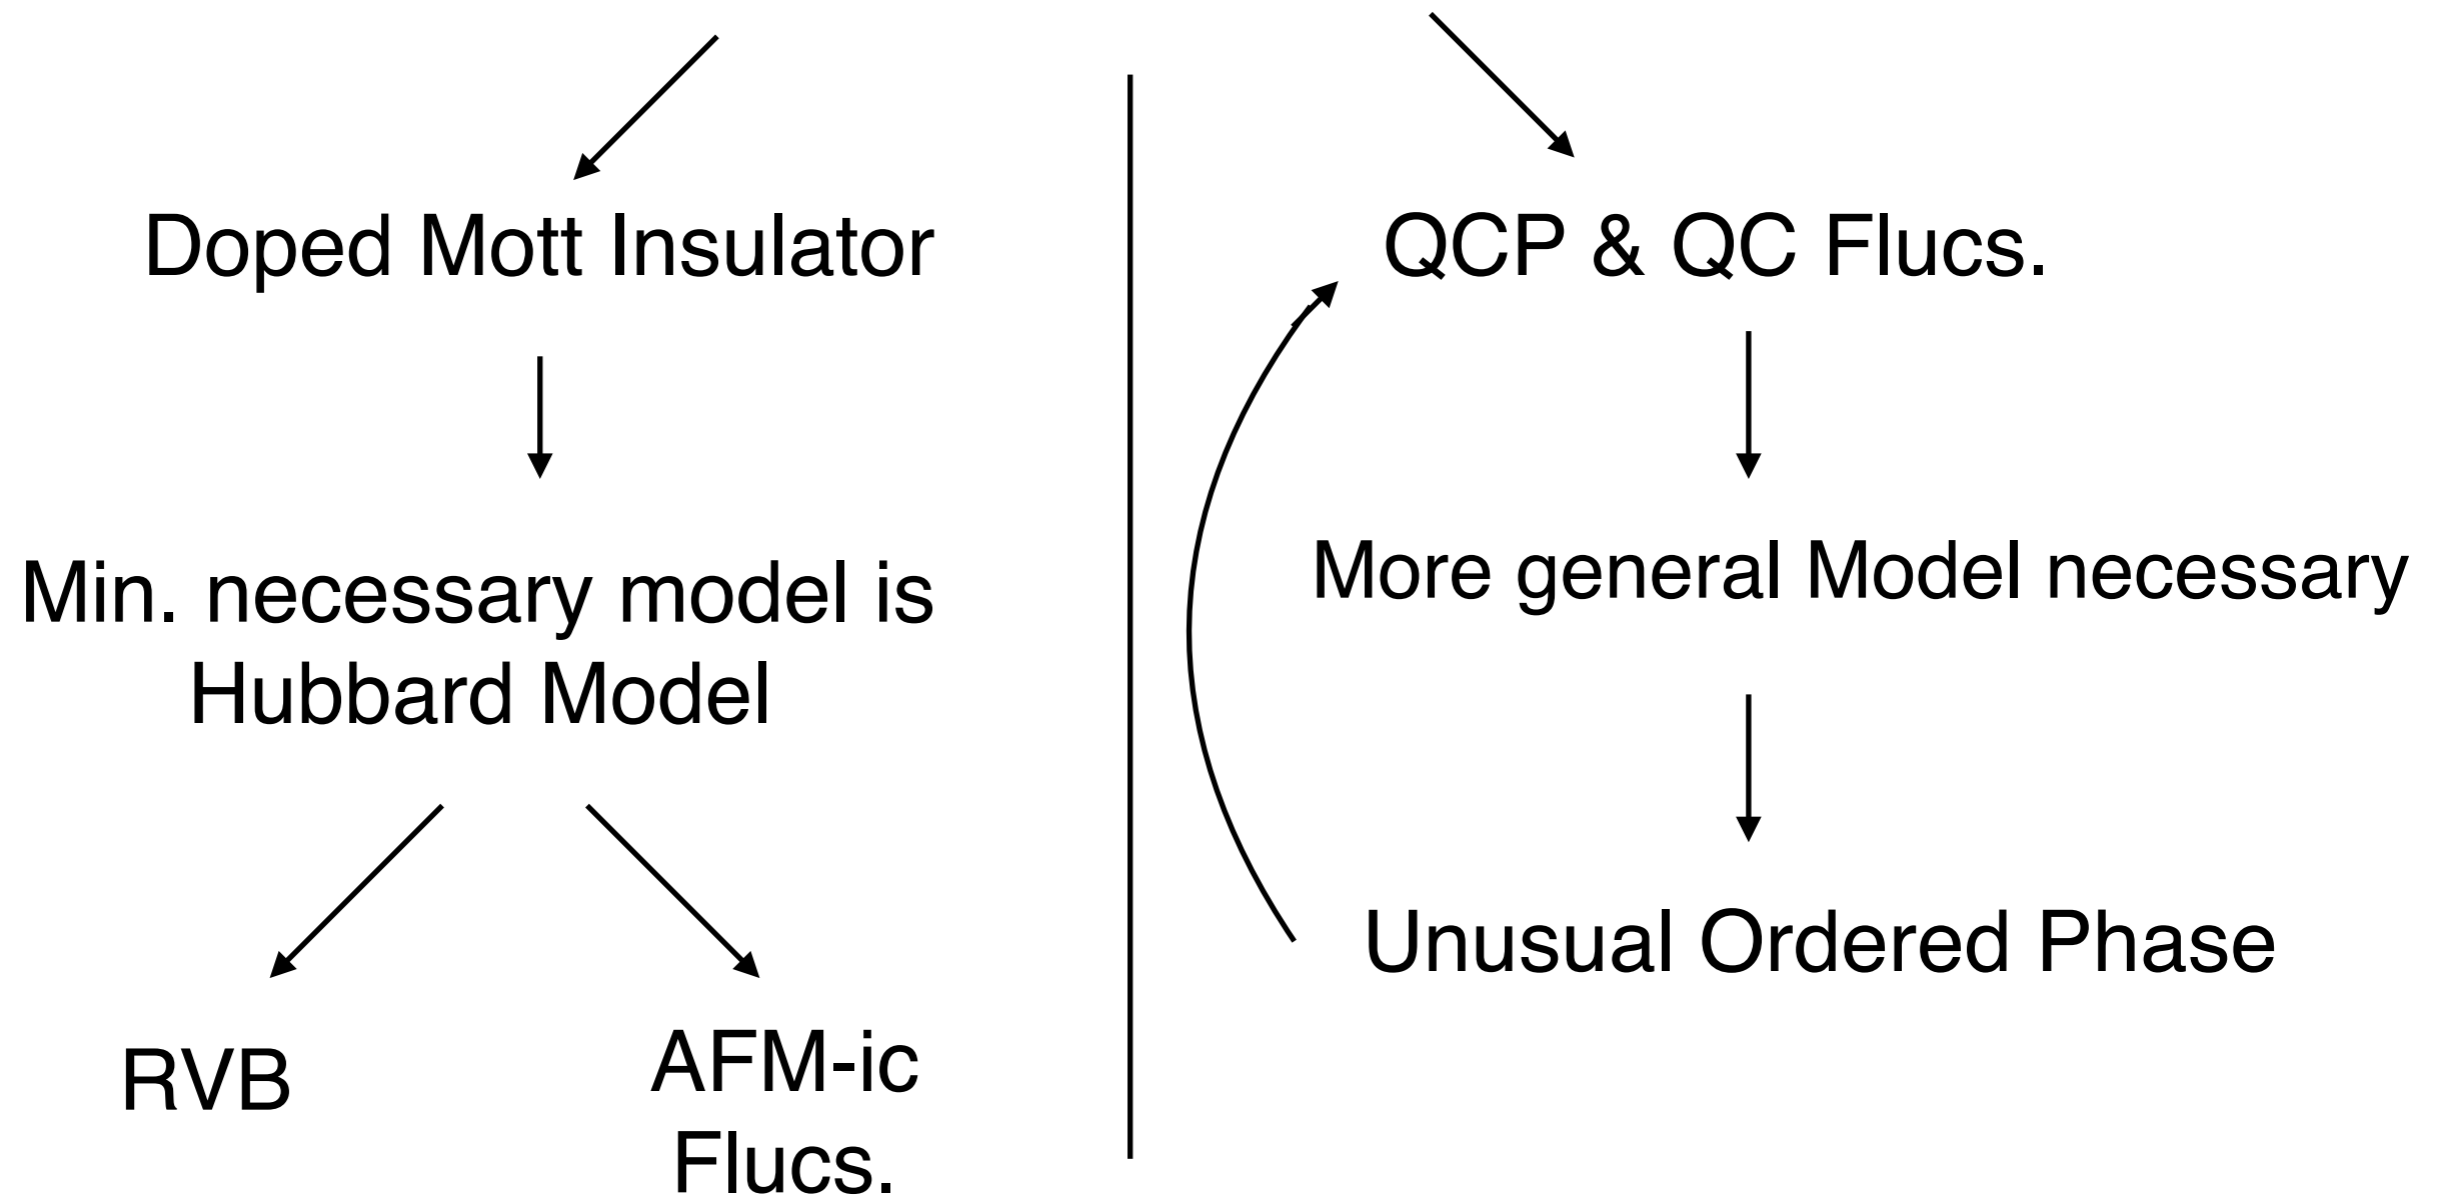 Doped Mott Insulator
Min. necessary model is
Hubbard Model
RVB
AFM-ic
Flucs.
QCP & QC Flucs.
More general Model necessary
Unusual Ordered Phase